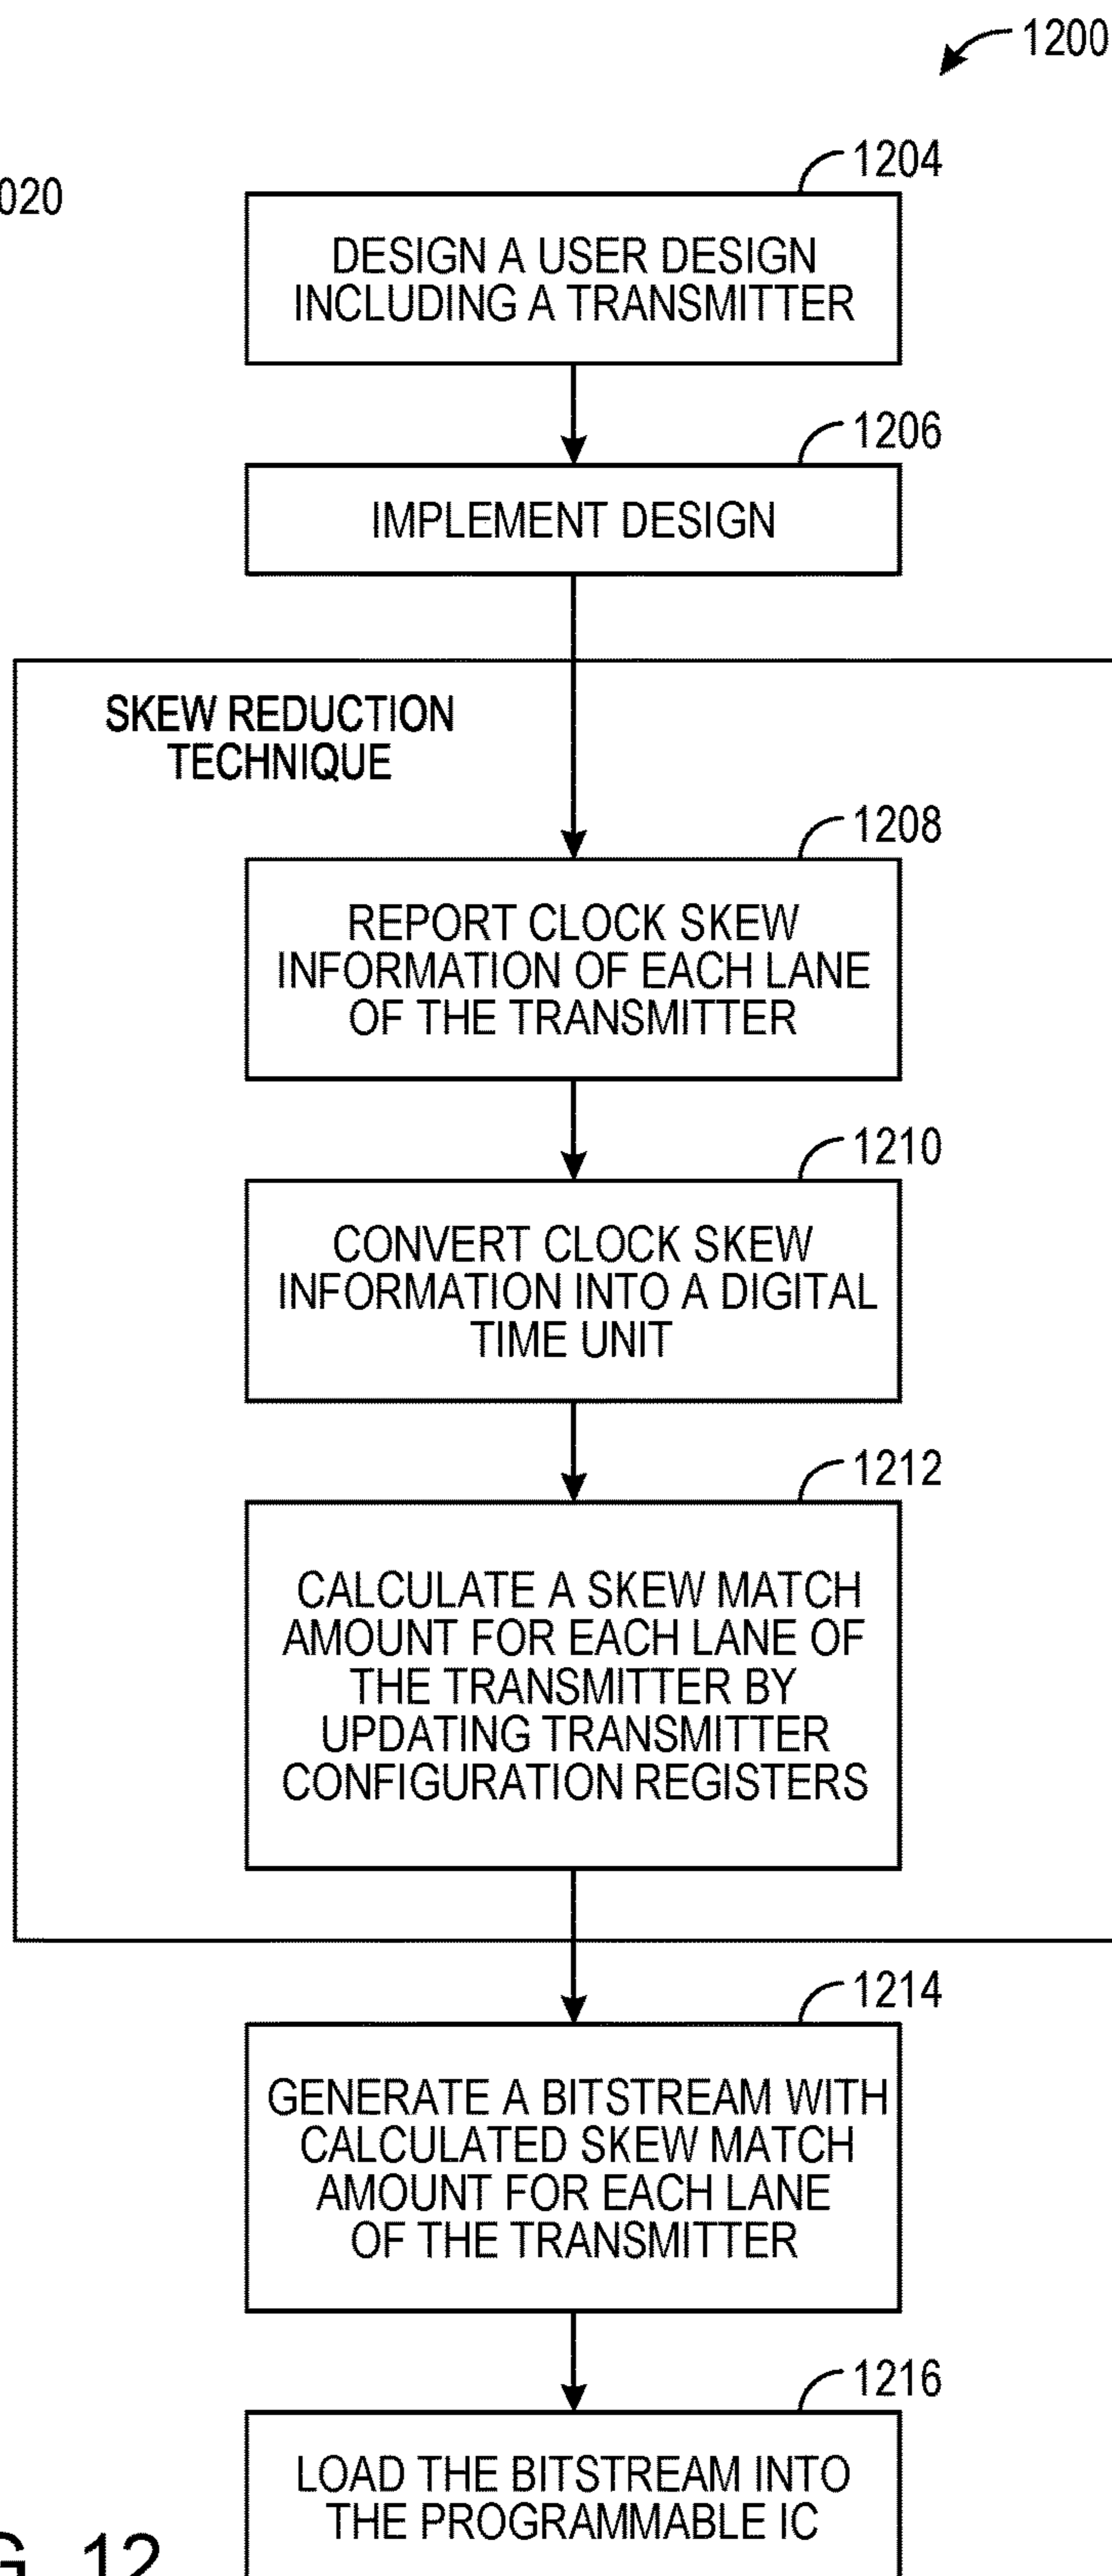 1200
1204
020
DESIGN A USER DESIGN
INCLUDING A TRANSMITTER
1206
IMPLEMENT DESIGN
SKEW REDUCTION
TECHNIQUE
1208
REPORT CLOCK SKEW
INFORMATION OF EACH LANE
OF THE TRANSMITTER
1210
CONVERT CLOCK SKEW
INFORMATION INTO A DIGITAL
TIME UNIT
1212
CALCULATE A SKEW MATCH
AMOUNT FOR EACH LANE OF
THE TRANSMITTER BY
UPDATING TRANSMITTER
CONFIGURATION REGISTERS
1214
GENERATE A BITSTREAM WITH
CALCULATED SKEW MATCH
AMOUNT FOR EACH LANE
OF THE TRANSMITTER
1216
LOAD THE BITSTREAM INTO
THE PROGRAMMABLE IC
G. 12